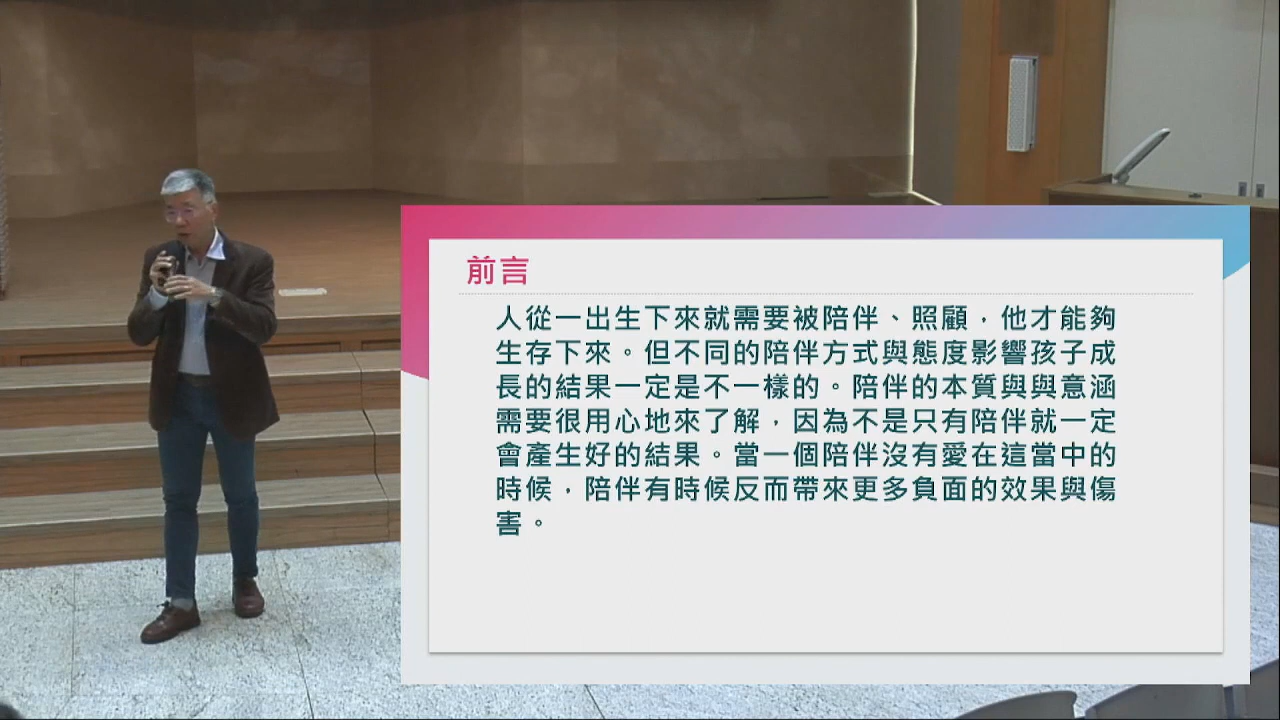 前言
人從一出生下來就需要被陪伴、照顧，他才能夠
生存下來。但不同的陪伴方式與態度影響孩子成
長的結果一定是不一樣的。陪伴的本質與與意涵
需要很用心地來了解，因為不是只有陪伴就一定
會產生好的結果。當一個陪伴沒有愛在這當中的
時候，陪伴有時候反而帶來更多負面的效果與傷
害。